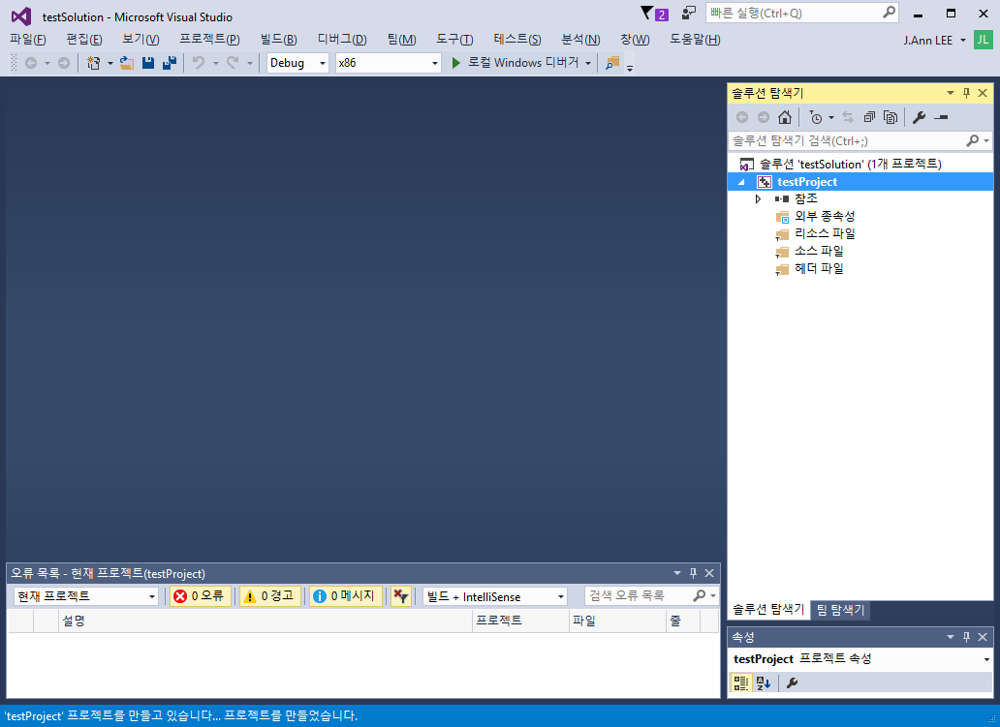 testSolution - Microsoft Visual Studio
2
빠른 실행(Ctrl+Q)
파일(F) 편집(E) 보기(V) 프로젝트(P) 빌드(B) 디버그(D) 팀(M) 도구(T) 테스트(S) 분석(N) 창(W) 도움말(H)
J.Ann LEE JL
Debug x86 로컬 Windows 디버거
솔루션 탐색기
솔루션 탐색기 검색(Ctrl+;)
솔루션 'testSolution' (1개 프로젝트)
testProject
참조
외부 종속성
리소스 파일
소스 파일
헤더 파일
솔루션 탐색기 팀 탐색기
속성
testProject 프로젝트 속성
오류 목록 - 현재 프로젝트(testProject)
현재 프로젝트 0 오류 0 경고 0 메시지 빌드 + IntelliSense 검색 오류 목록
설명 프로젝트 파일 줄
'testProject' 프로젝트를 만들고 있습니다... 프로젝트를 만들었습니다.